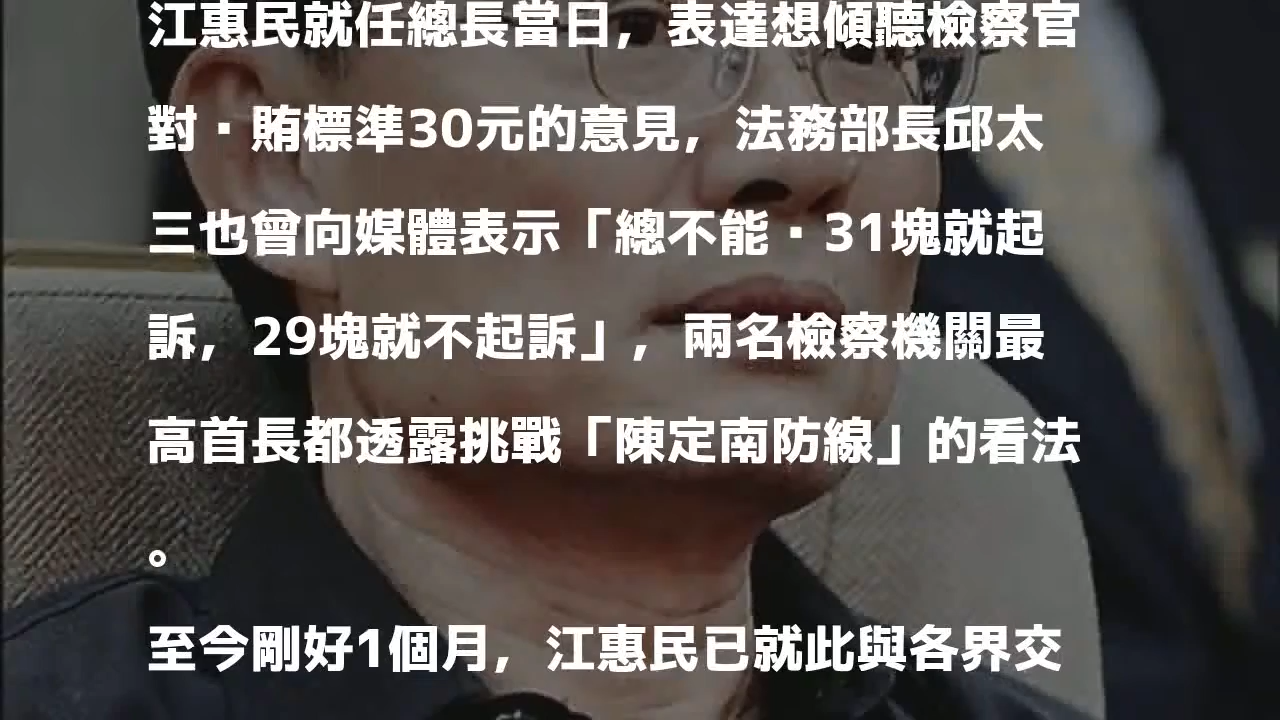 江惠民就任總長當日，表達想傾聽檢察官
對·賄標準30元的意見，法務部長邱太
三也曾向媒體表示「總不能·31塊就起
訴，29塊就不起訴」，兩名檢察機關最
高首長都透露挑戰「陳定南防線」的看法
。
至今剛好1個月，江惠民已就此與各界交